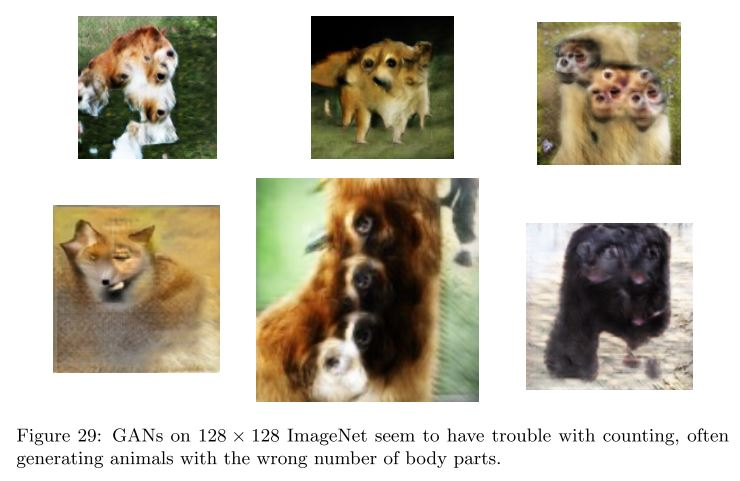 Figure 29: GANs on 128 × 128 ImageNet seem to have trouble with counting, often
generating animals with the wrong number of body parts.